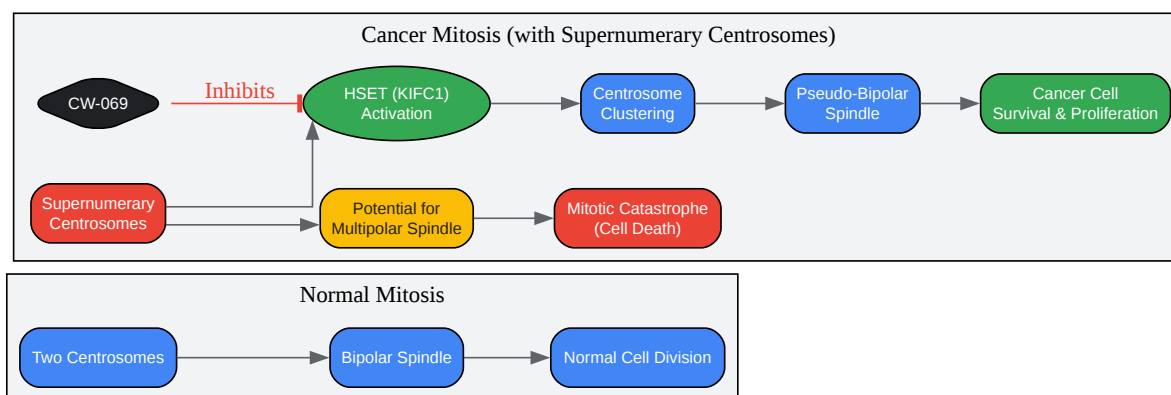 Cancer Mitosis (with Supernumerary Centrosomes)
CW-069
Inhibits
HSET (KIFC1)
Activation
Centrosome
Clustering
Pseudo-Bipolar
Spindle
Cancer Cell
Survival & Proliferation
Supernumerary
Centrosomes
Potential for
Multipolar Spindle
Mitotic Catastrophe
(Cell Death)
Normal Mitosis
Two Centrosomes
Bipolar Spindle
Normal Cell Division